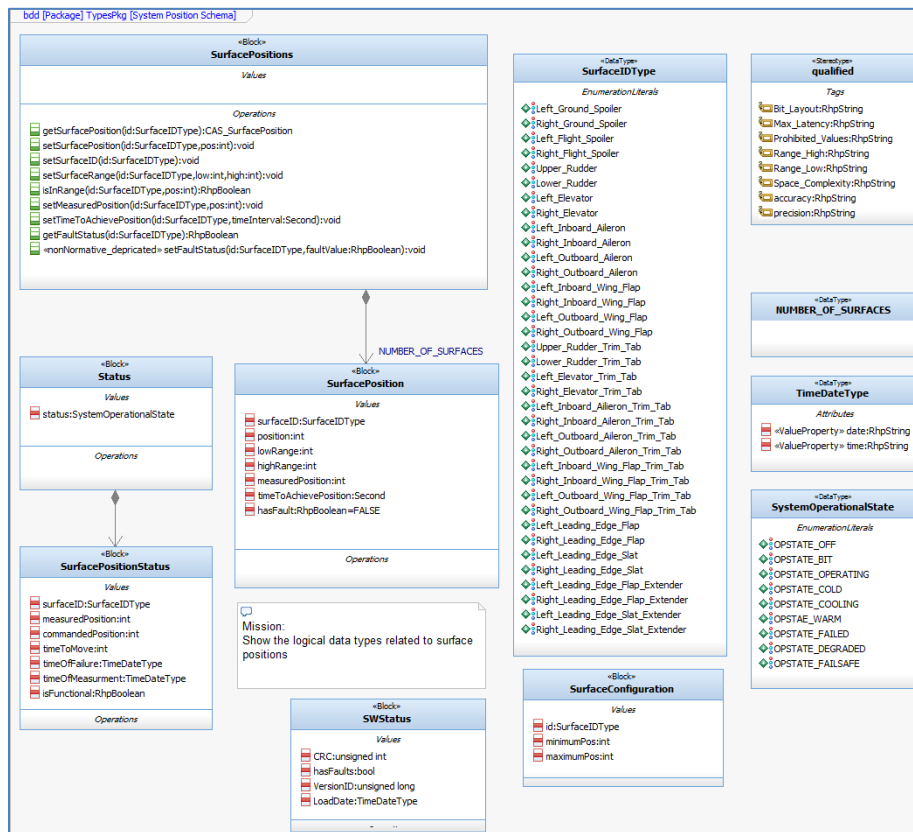 bdd [Package] TypesPkg [System Position Schema]
«Block»
SurfacePositions
Values
Operations
getSurfacePosition(id:SurfaceIDType):CAS_SurfacePosition
setSurfacePosition(id:SurfaceIDType,pos:int):void
setSurfaceID(id:SurfaceIDType):void
setSurfaceRange(id:SurfaceIDType,low:int,high:int):void
isInRange(id:SurfaceIDType,pos:int):RhpBoolean
setMeasuredPosition(id:SurfaceIDType,pos:int):void
setTimeToAchievePosition(id:SurfaceIDType,timeInterval:Second):void
getFaultStatus(id:SurfaceIDType):RhpBoolean
«nonNormative_depricated» setFaultStatus(id:SurfaceIDType,faultValue:RhpBoolean):void
NUMBER_OF_SURFACES
«Block»
Status
Values
status:SystemOperationalState
Operations
«Block»
SurfacePosition
Values
surfaceID:SurfaceIDType
position:int
lowRange:int
highRange:int
measuredPosition:int
timeToAchievePosition:Second
hasFault:RhpBoolean=FALSE
Operations
«Block»
SurfacePositionStatus
Values
surfaceID:SurfaceIDType
measuredPosition:int
commandedPosition:int
timeToMove:int
timeOfFailure:TimeDateType
timeOfMeasurment:TimeDateType
isFunctional:RhpBoolean
Operations
Mission:
Show the logical data types related to surface
positions
«Block»
SWStatus
Values
CRC:unsigned int
hasFaults:bool
VersionID:unsigned long
LoadDate:TimeDateType
«DataType»
SurfaceIDType
EnumerationLiterals
Left_Ground_Spoiler
Right_Ground_Spoiler
Left_Flight_Spoiler
Right_Flight_Spoiler
Upper_Rudder
Lower_Rudder
Left_Elevator
Right_Elevator
Left_Inboard_Aileron
Right_Inboard_Aileron
Left_Outboard_Aileron
Right_Outboard_Aileron
Left_Inboard_Wing_Flap
Right_Inboard_Wing_Flap
Left_Outboard_Wing_Flap
Right_Outboard_Wing_Flap
Upper_Rudder_Trim_Tab
Lower_Rudder_Trim_Tab
Left_Elevator_Trim_Tab
Right_Elevator_Trim_Tab
Left_Inboard_Ailieron_Trim_Tab
Right_Inboard_Aileron_Trim_Tab
Left_Outboard_Aileron_Trim_Tab
Right_Outboard_Aileron_Trim_Tab
Left_Inboard_Wing_Flap_Trim_Tab
Right_Inboard_Wing_Flap_Trim_Tab
Left_Outboard_Wing_Flap_Trim_Tab
Right_Outboard_Wing_Flap_Trim_Tab
Left_Leading_Edge_Flap
Right_Leading_Edge_Flap
Left_Leading_Edge_Slat
Right_Leading_Edge_Slat
Left_Leading_Edge_Flap_Extender
Right_Leading_Edge_Flap_Extender
Left_Leading_Edge_Slat_Extender
Right_Leading_Edge_Slat_Extender
«Block»
SurfaceConfiguration
Values
id:SurfaceIDType
minimumPos:int
maximumPos:int
«Stereotype»
qualified
Tags
Bit_Layout:RhpString
Max_Latency:RhpString
Prohibited_Values:RhpString
Range_High:RhpString
Range_Low:RhpString
Space_Complexity:RhpString
accuracy:RhpString
precision:RhpString
«DataType»
NUMBER_OF_SURFACES
«DataType»
TimeDateType
Attributes
«ValueProperty» date:RhpString
«ValueProperty» time:RhpString
«DataType»
SystemOperationalState
EnumerationLiterals
OPSTATE_OFF
OPSTATE_BIT
OPSTATE_OPERATING
OPSTATE_COLD
OPSTATE_COOLING
OPSTAE_WARM
OPSTATE_FAILED
OPSTATE_DEGRADED
OPSTATE_FAILSAFE